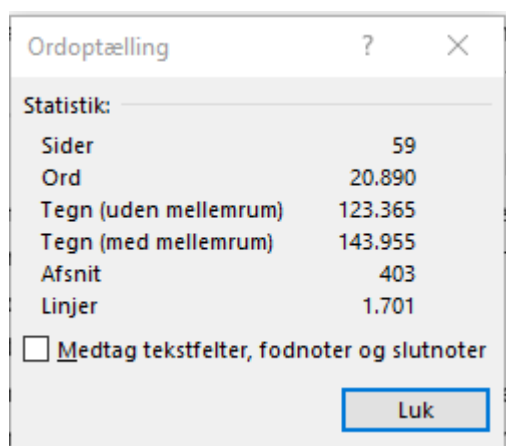 Ordoptælling ?
Statistik:
Sider 59
Ord 20.890
Tegn (uden mellemrum) 123.365
Tegn (med mellemrum) 143.955
Afsnit 403
Linjer 1.701
Medtag tekstfelter, fodnoter og slutnoter
Luk